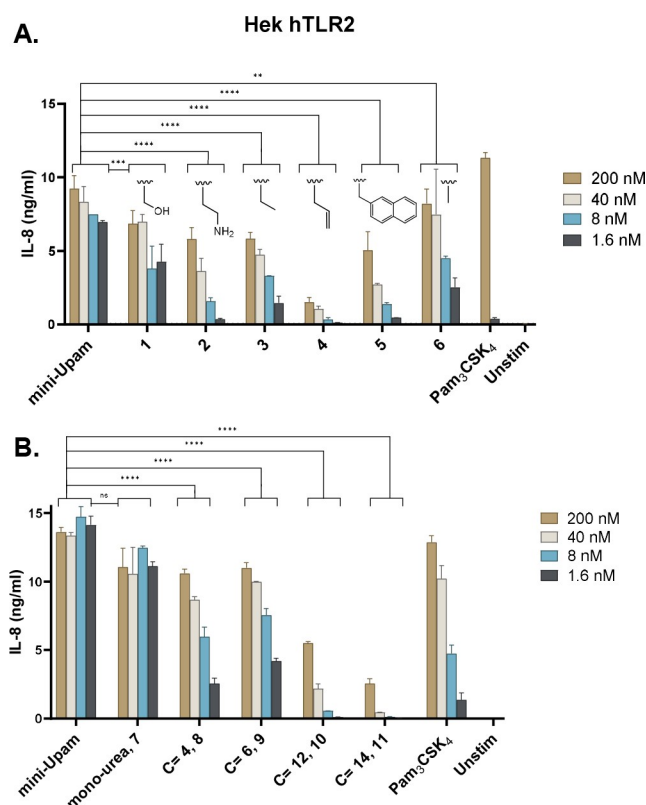 Hek hTLR2
A.
**
****
****
****
****
***
15
10
5
0
IL-8 (ng/ml)
OH
NH2
200 nM
40 nM
8 nM
1.6 nM
mini-Upam
1
2
3
4
5
6
Pam3CSK4
Unstim
B.
****
****
****
****
ns
15
10
5
0
IL-8 (ng/ml)
200 nM
40 nM
8 nM
1.6 nM
mini-Upam
mono-urea, 7
C= 4, 8
C= 6, 9
C= 12, 10
C= 14, 11
Pam3CSK4
Unstim